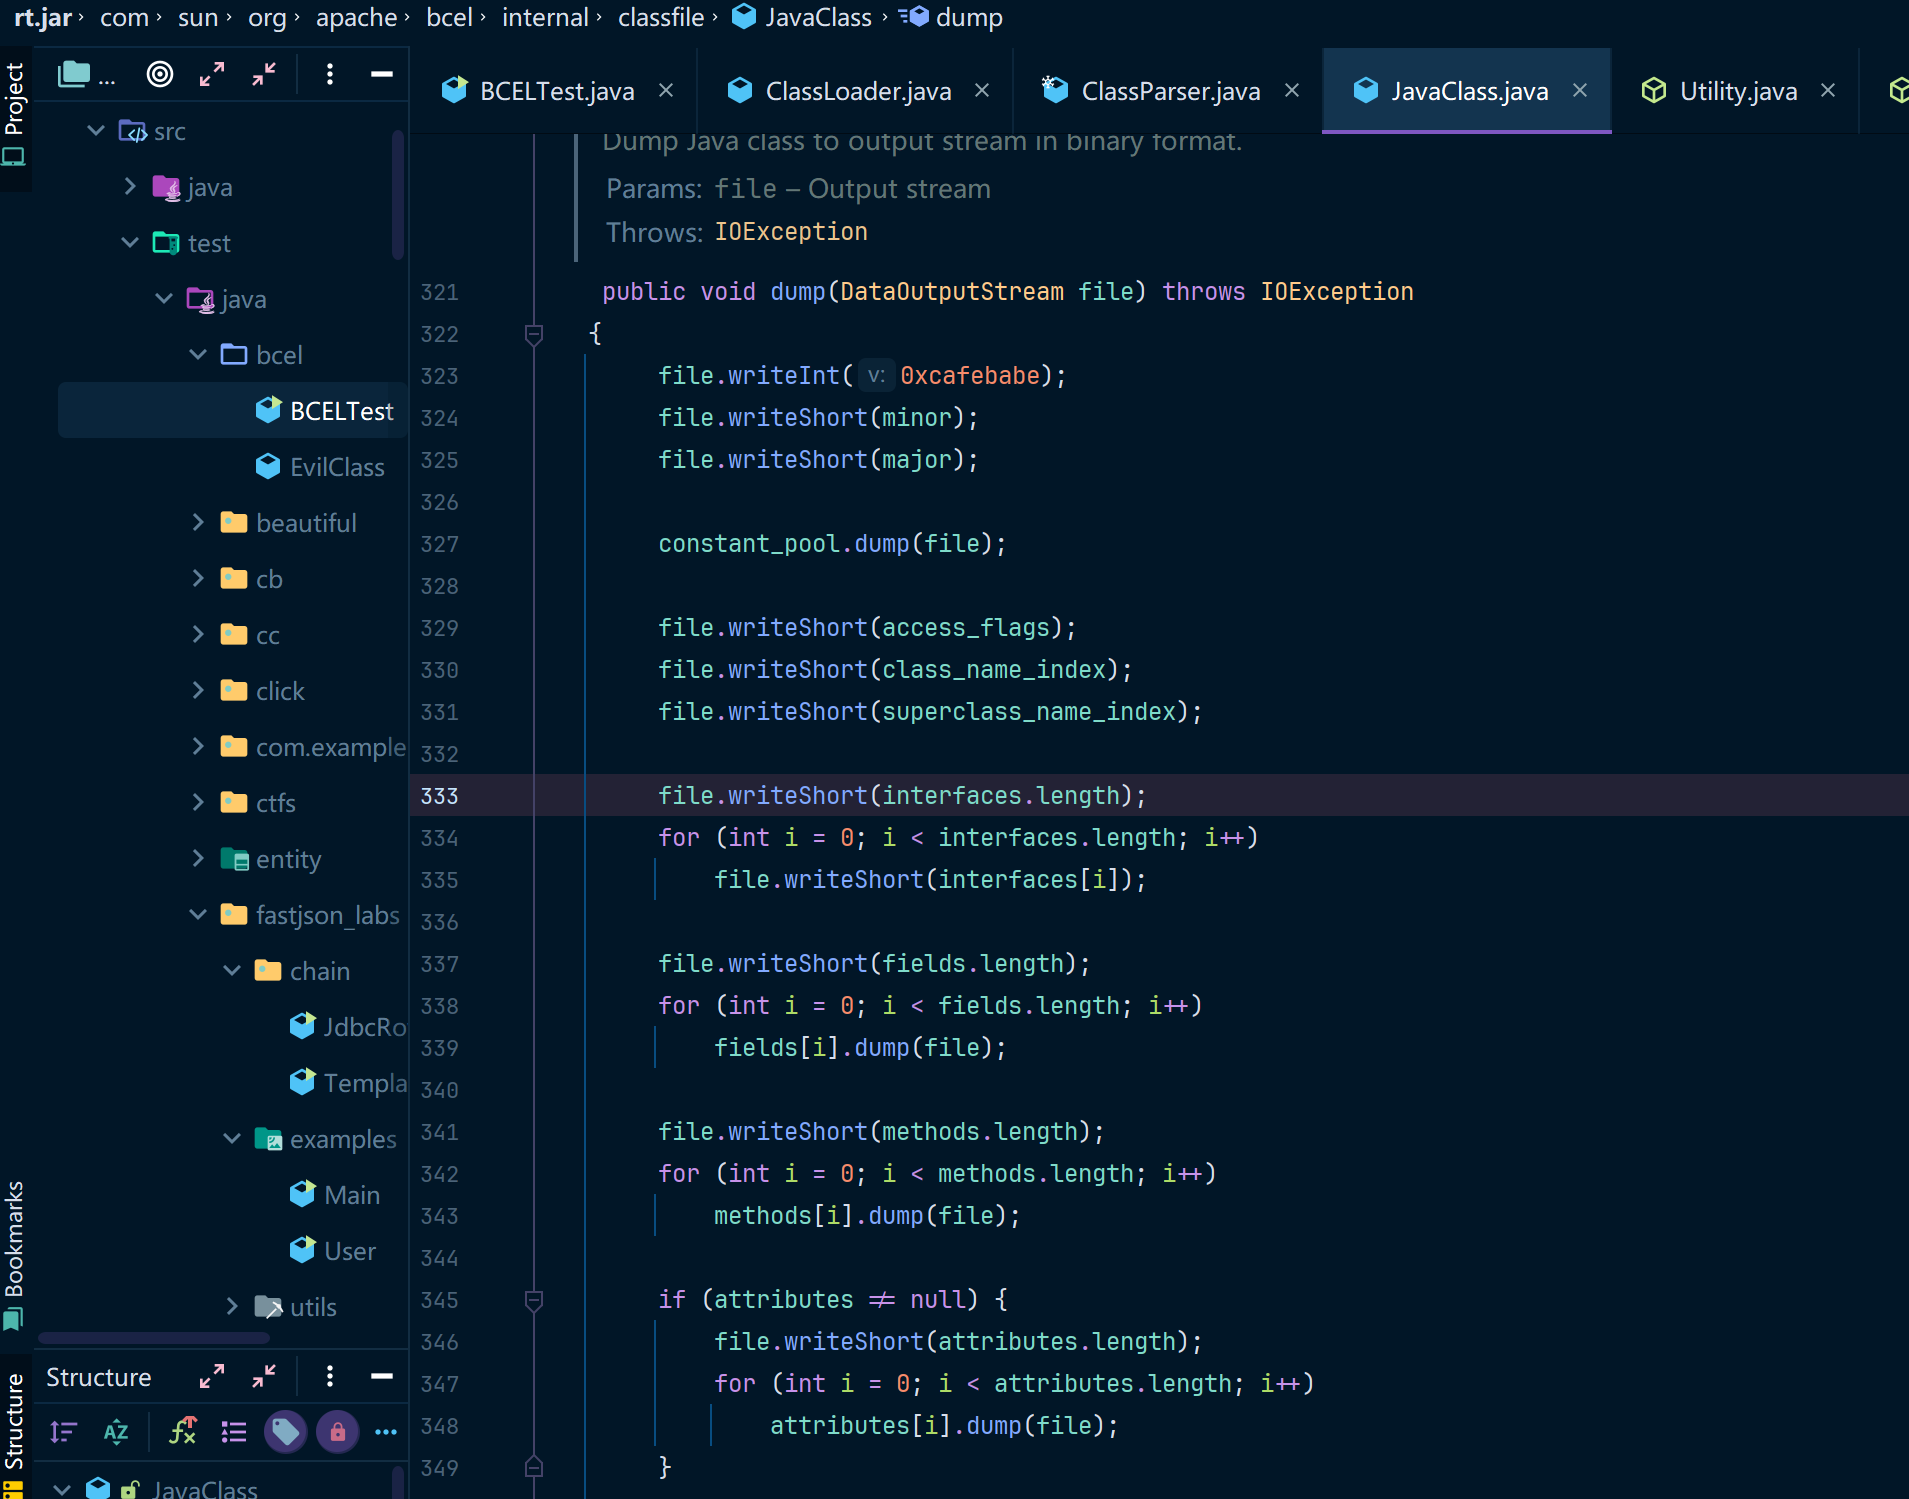 rt.jar › com › sun › org › apache › bcel › internal › classfile › JavaClass › dump
Project
...
BCELTest.java
ClassLoader.java
ClassParser.java
JavaClass.java
Utility.java
src
java
test
java
bcel
BCELTest
EvilClass
beautiful
cb
cc
click
com.example
ctfs
entity
fastjson_labs
chain
JdbcRo
Templa
examples
Main
User
utils
Bookmarks
Structure
Structure
JavaClass
Dump Java class to output stream in binary format.
Params: file – Output stream
Throws: IOException
321 public void dump(DataOutputStream file) throws IOException
322 {
323 file.writeInt( v: 0xcafebabe);
324 file.writeShort(minor);
325 file.writeShort(major);
326
327 constant_pool.dump(file);
328
329 file.writeShort(access_flags);
330 file.writeShort(class_name_index);
331 file.writeShort(superclass_name_index);
332
333 file.writeShort(interfaces.length);
334 for (int i = 0; i < interfaces.length; i++)
335 file.writeShort(interfaces[i]);
336
337 file.writeShort(fields.length);
338 for (int i = 0; i < fields.length; i++)
339 fields[i].dump(file);
340
341 file.writeShort(methods.length);
342 for (int i = 0; i < methods.length; i++)
343 methods[i].dump(file);
344
345 if (attributes != null) {
346 file.writeShort(attributes.length);
347 for (int i = 0; i < attributes.length; i++)
348 attributes[i].dump(file);
349 }